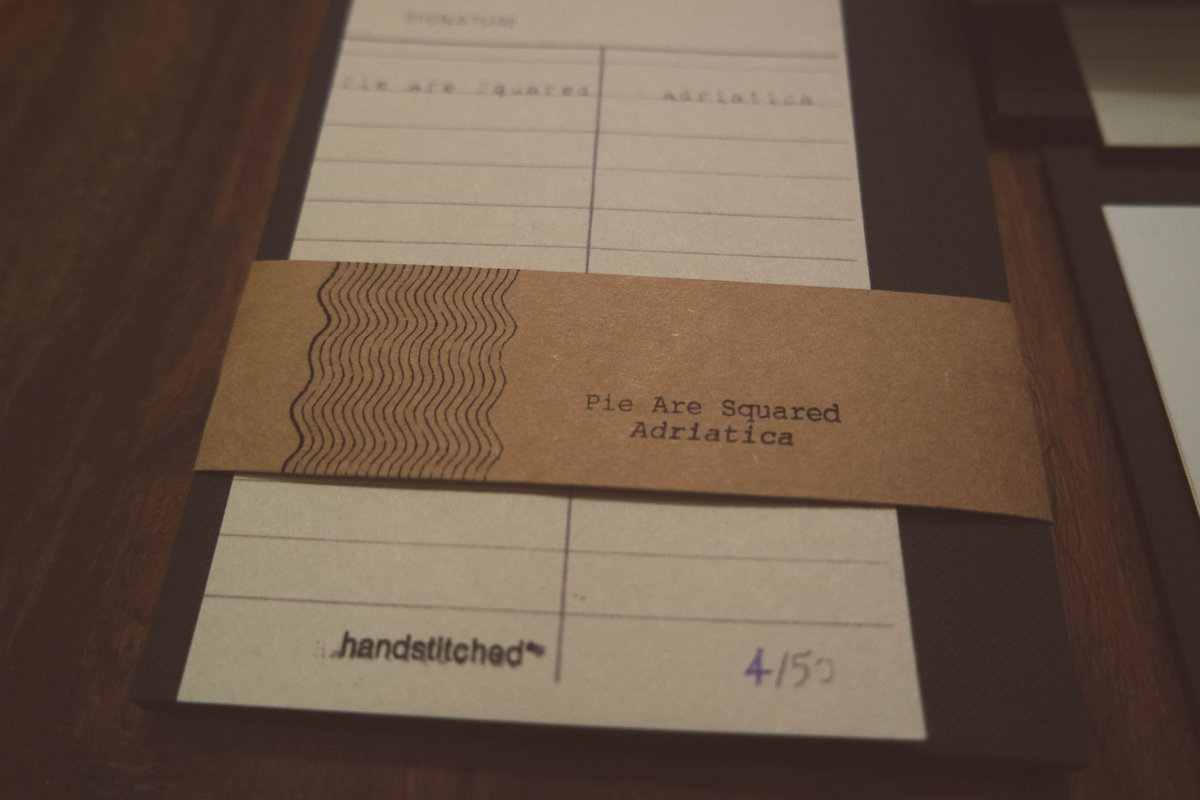 SIGNATURE
Pie Are Squared Adriatica
Pie Are Squared
Adriatica
handstitched*
4/50